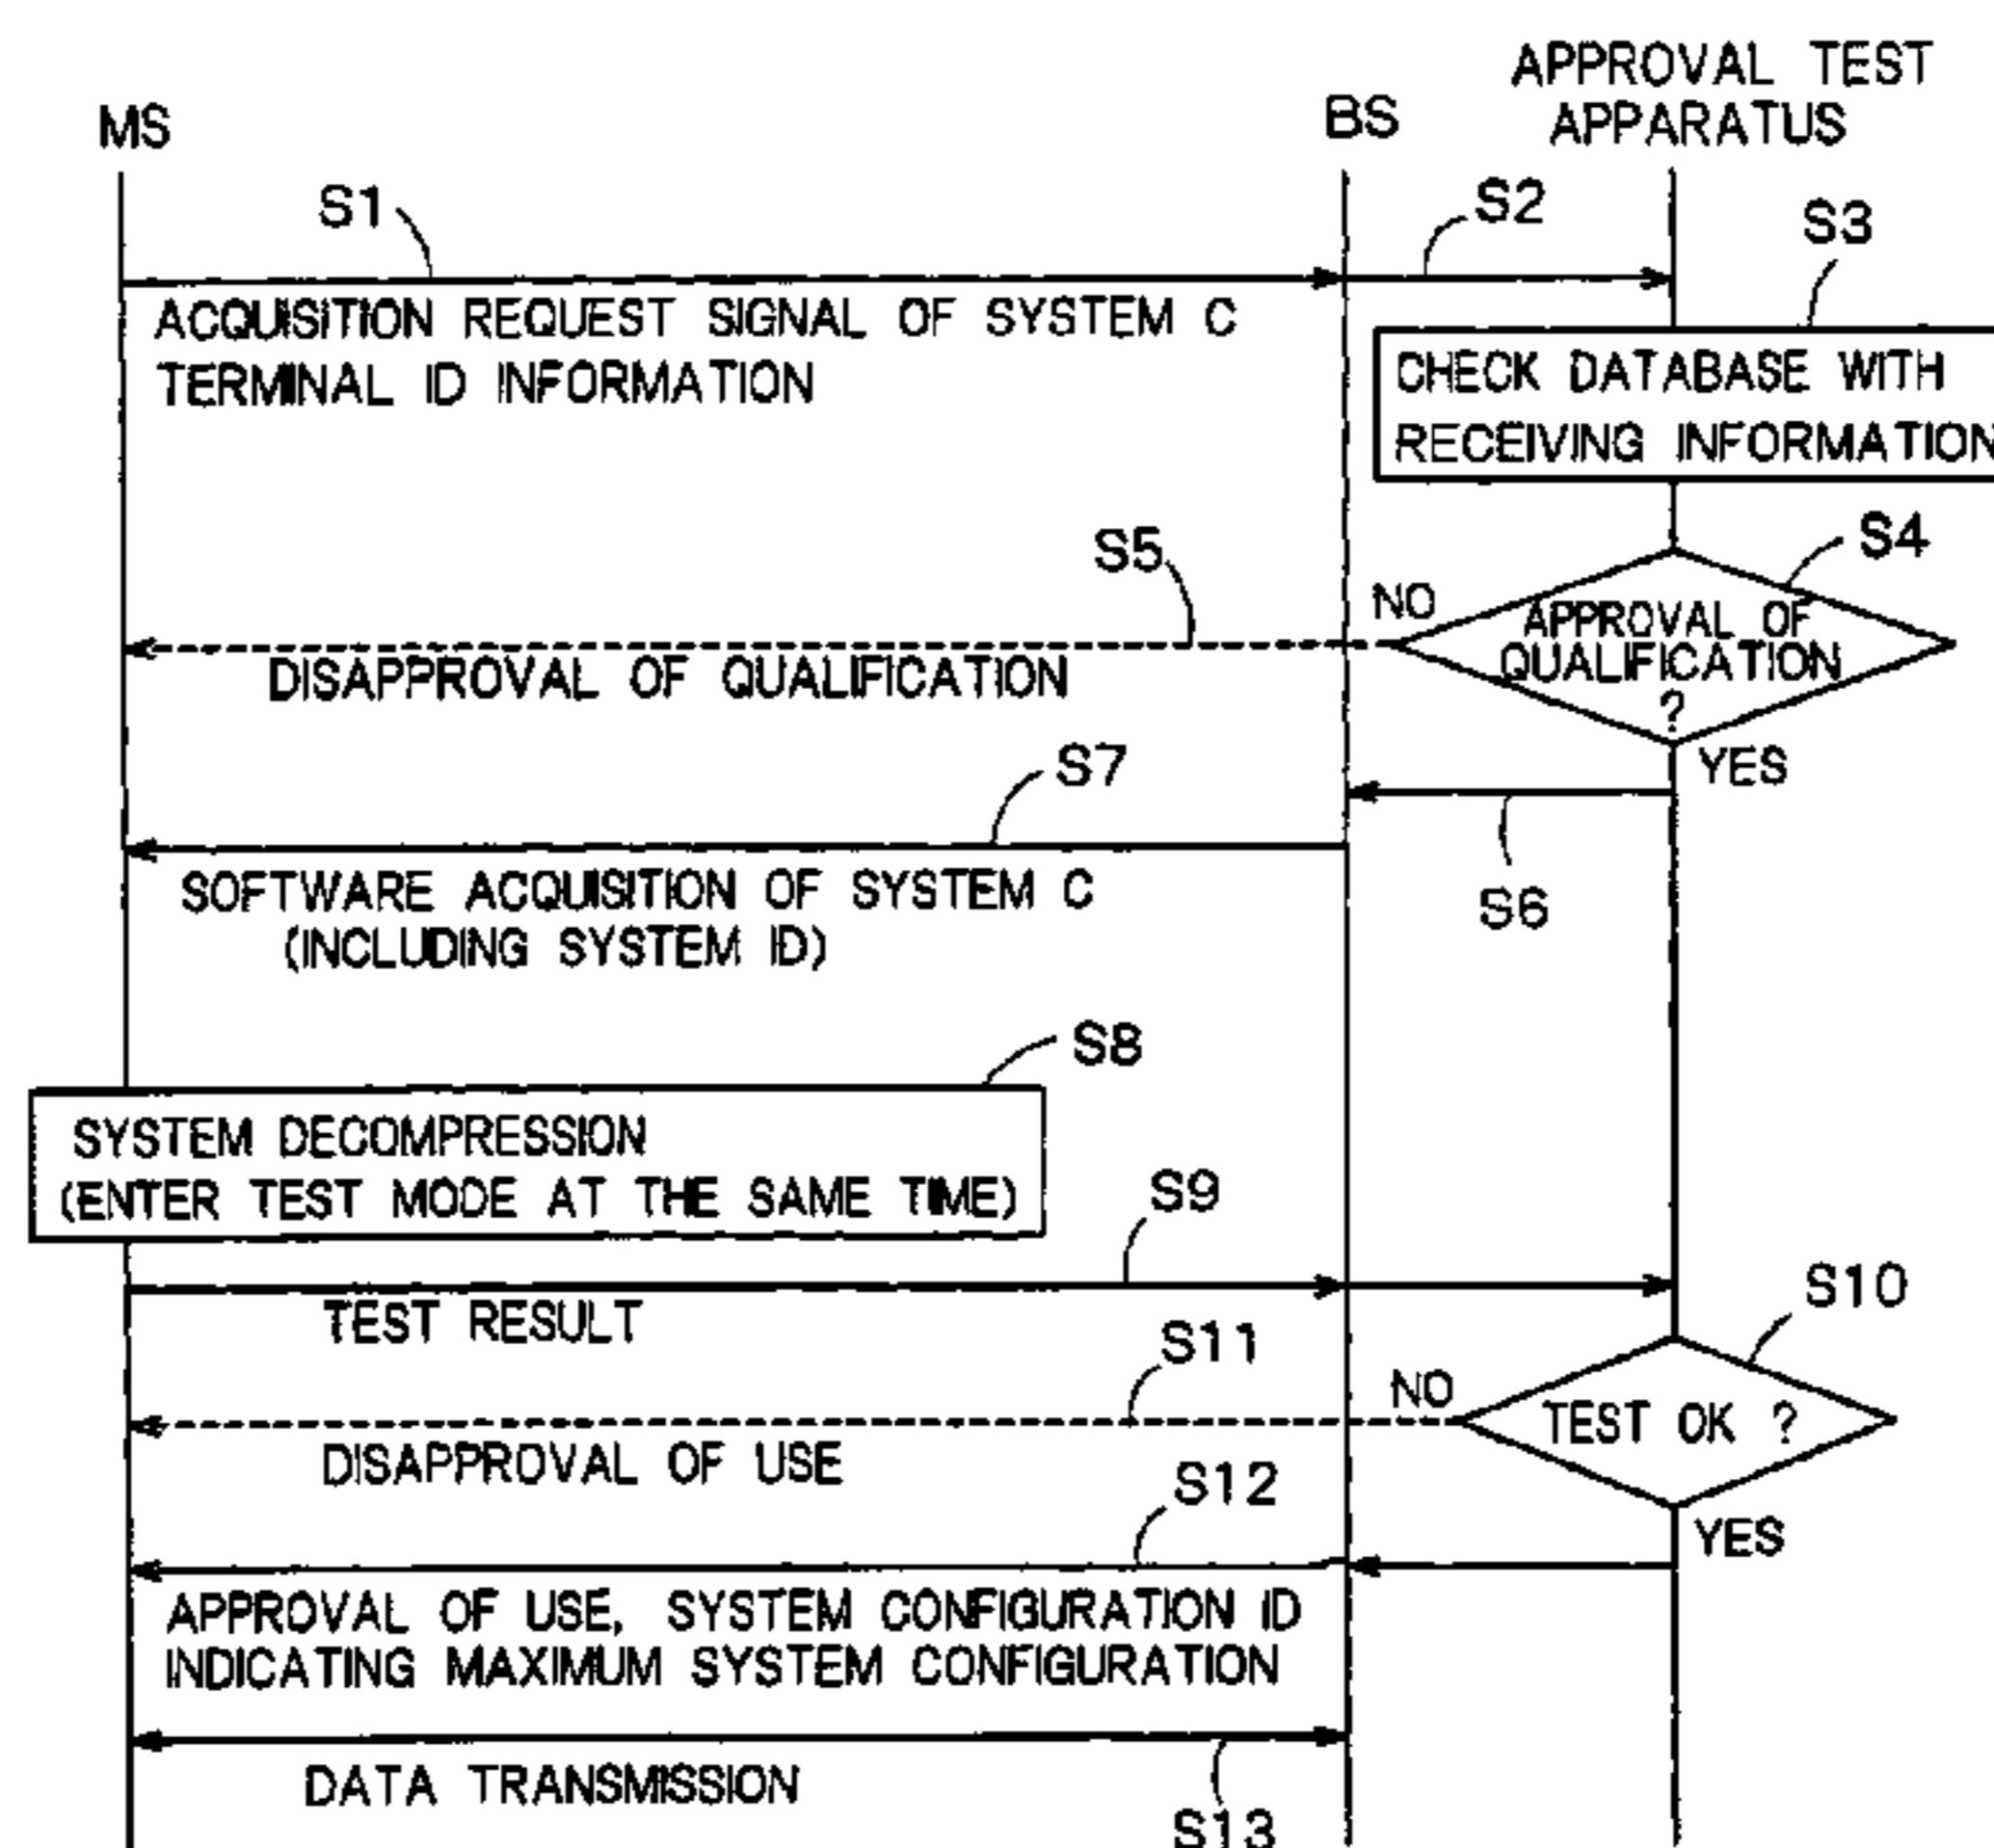 APPROVAL TEST
APPARATUS
MS
BS
S1
S2
S3
ACQUISITION REQUEST SIGNAL OF SYSTEM C
TERMINAL ID INFORMATION
CHECK DATABASE WITH
RECEIVING INFORMATION
S4
S5
NO
APPROVAL OF
QUALIFICATION
?
DISAPPROVAL OF QUALIFICATION
YES
S7
S6
SOFTWARE ACQUISITION OF SYSTEM C
(INCLUDING SYSTEM ID)
S8
SYSTEM DECOMPRESSION
(ENTER TEST MODE AT THE SAME TIME)
S9
TEST RESULT
S10
S11
NO
TEST OK ?
DISAPPROVAL OF USE
S12
YES
APPROVAL OF USE, SYSTEM CONFIGURATION ID
INDICATING MAXIMUM SYSTEM CONFIGURATION
DATA TRANSMISSION
S13